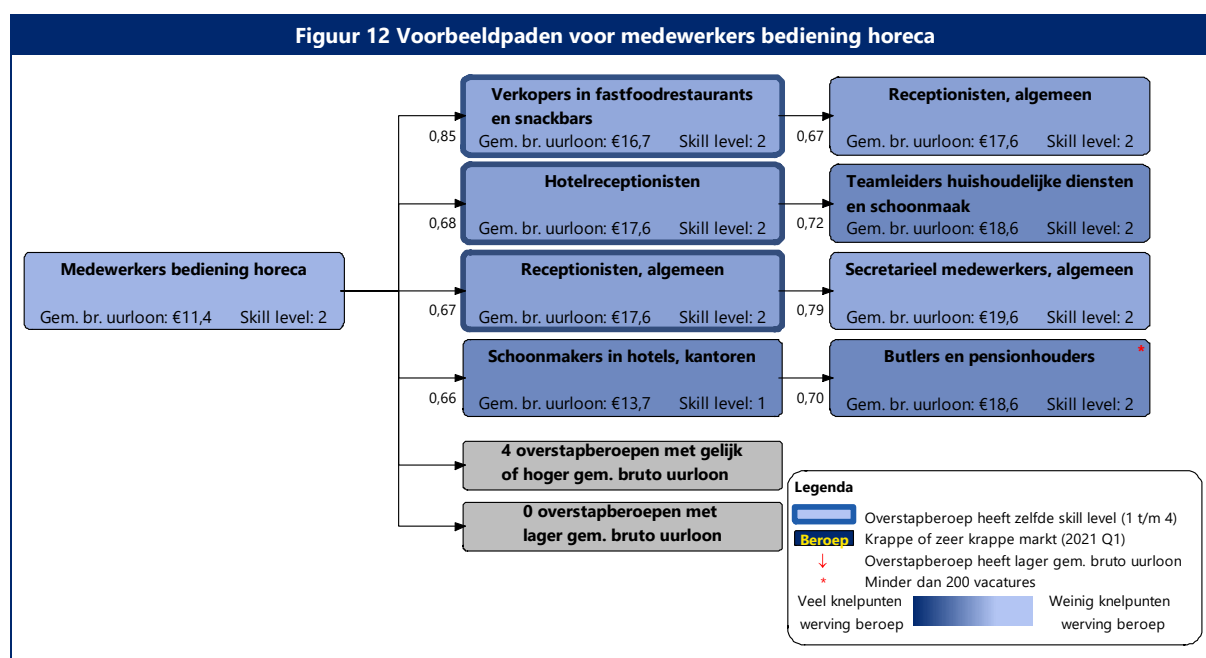 Figuur 12 Voorbeeldpaden voor medewerkers bediening horeca
Medewerkers bediening horeca
Gem. br. uurloon: €11,4 Skill level: 2
0,85
Verkopers in fastfoodrestaurants
en snackbars
Gem. br. uurloon: €16,7 Skill level: 2
0,67
Receptionisten, algemeen
Gem. br. uurloon: €17,6 Skill level: 2
0,68
Hotelreceptionisten
Gem. br. uurloon: €17,6 Skill level: 2
0,72
Teamleiders huishoudelijke diensten
en schoonmaak
Gem. br. uurloon: €18,6 Skill level: 2
0,67
Receptionisten, algemeen
Gem. br. uurloon: €17,6 Skill level: 2
0,79
Secretarieel medewerkers, algemeen
Gem. br. uurloon: €19,6 Skill level: 2
0,66
Schoonmakers in hotels, kantoren
Gem. br. uurloon: €13,7 Skill level: 1
0,70
Butlers en pensionhouders *
Gem. br. uurloon: €18,6 Skill level: 2
4 overstapberoepen met gelijk
of hoger gem. bruto uurloon
0 overstapberoepen met
lager gem. bruto uurloon
Legenda
Overstapberoep heeft zelfde skill level (1 t/m 4)
Beroep Krappe of zeer krappe markt (2021 Q1)
↓ Overstapberoep heeft lager gem. bruto uurloon
* Minder dan 200 vacatures
Veel knelpunten
werving beroep
Weinig knelpunten
werving beroep